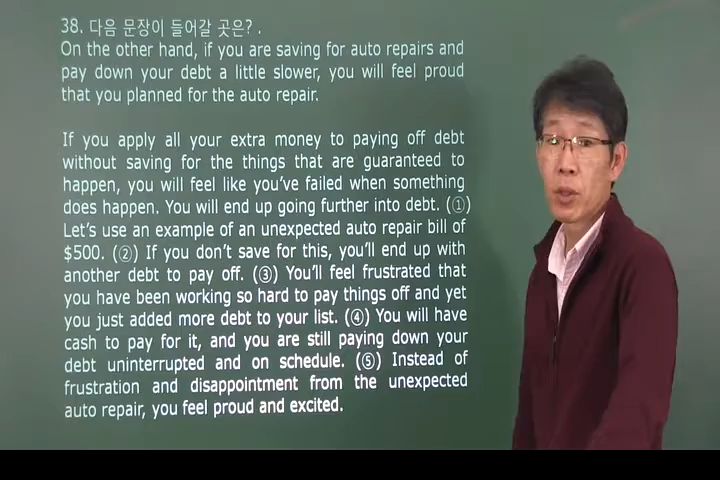 38. 다음 문장이 들어갈 곳은? .
On the other hand, if you are saving for auto repairs and
pay down your debt a little slower, you will feel proud
that you planned for the auto repair.
If you apply all your extra money to paying off debt
without saving for the things that are guaranteed to
happen, you will feel like you've failed when something
does happen. You will end up going further into debt. (①)
Let's use an example of an unexpected auto repair bill of
$500. (②) If you don't save for this, you'll end up with
another debt to pay off. (③) You'll feel frustrated that
you have been working so hard to pay things off and yet
you just added more debt to your list. (④) You will have
cash to pay for it, and you are still paying down your
debt uninterrupted and on schedule. (⑤) Instead of
frustration and disappointment from the unexpected
auto repair, you feel proud and excited.